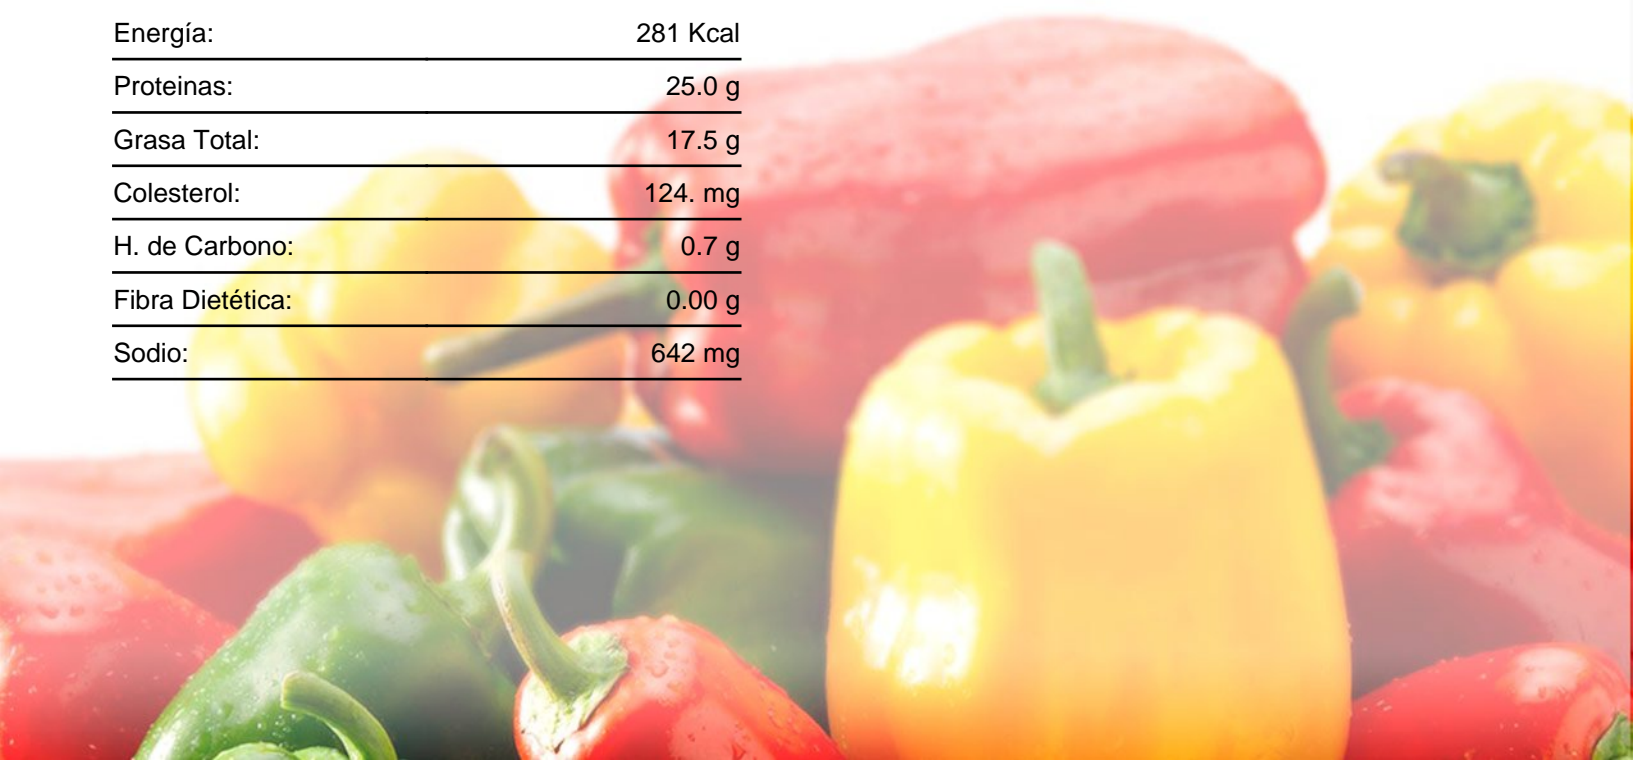 Energía: 281 Kcal
Proteinas: 25.0 g
Grasa Total: 17.5 g
Colesterol: 124. mg
H. de Carbono: 0.7 g
Fibra Dietética: 0.00 g
Sodio: 642 mg